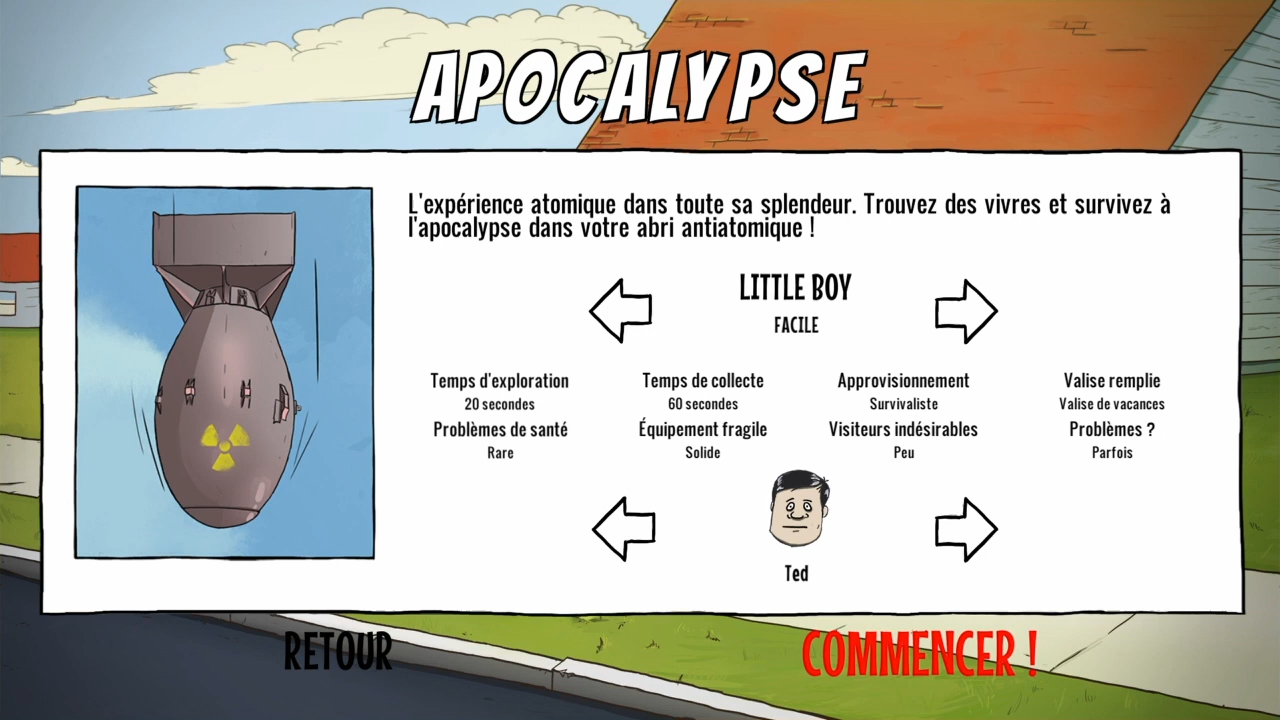 APOCALYPSE
L'expérience atomique dans toute sa splendeur. Trouvez des vivres et survivez à
l'apocalypse dans votre abri antiatomique !
LITTLE BOY
FACILE
Temps d'exploration Temps de collecte Approvisionnement Valise remplie
20 secondes 60 secondes Survivaliste Valise de vacances
Problèmes de santé Équipement fragile Visiteurs indésirables Problèmes ?
Rare Solide Peu Parfois
Ted
RETOUR COMMENCER !